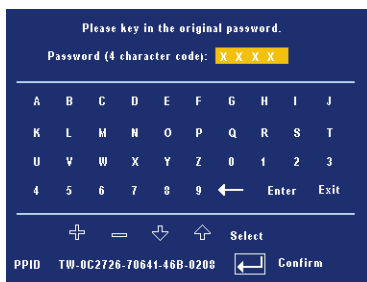 Please key in the original password.
Password (4 character code): X X X X
A B C D E F G H I J
K L M N O P Q R S T
U V W X Y Z 0 1 2 3
4 5 6 7 8 9 Enter Exit
Select
PPID TW-0C2726-70641-46B-0208 Confirm